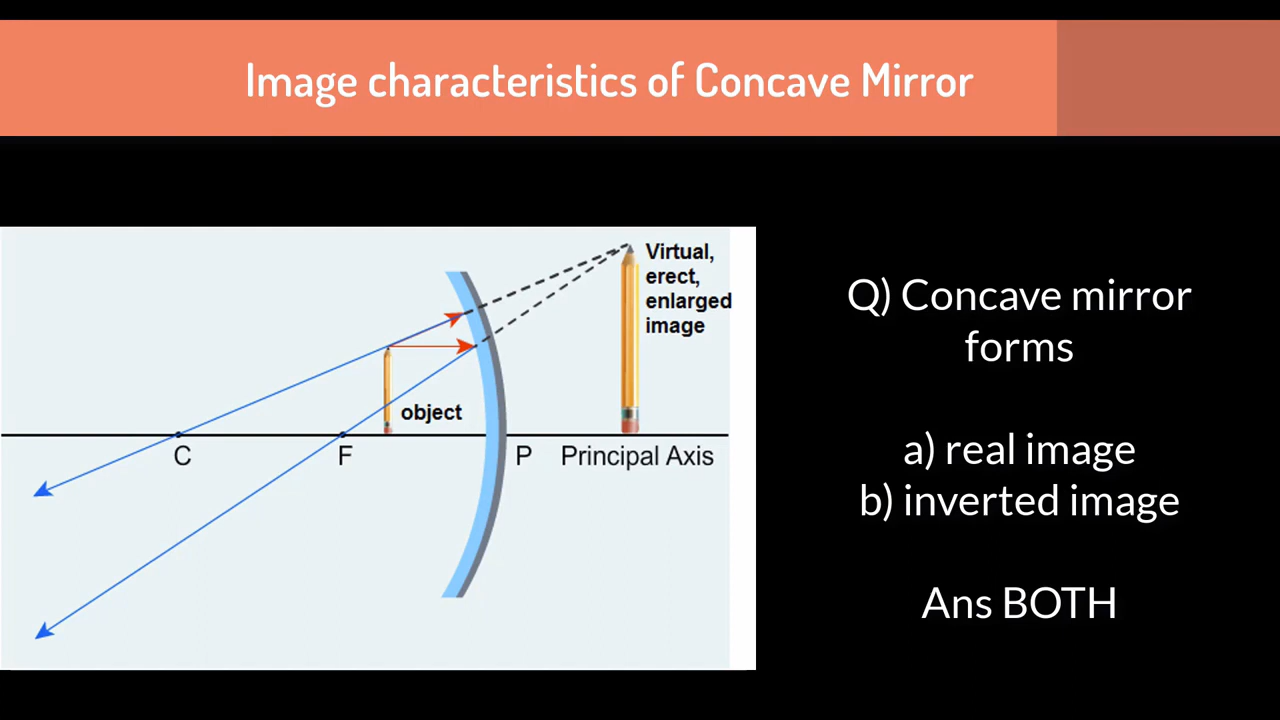 Image characteristics of Concave Mirror
Virtual,
erect,
enlarged
image
object
C
F
P
Principal Axis
Q) Concave mirror
forms
a) real image
b) inverted image
Ans BOTH